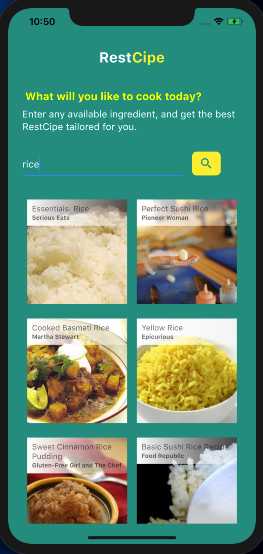 10:50
RestCipe
What will you like to cook today?
Enter any available ingredient, and get the best
RestCipe tailored for you.
rice
Essentials: Rice
Serious Eats
Perfect Sushi Rice
Pioneer Woman
Cooked Basmati Rice
Martha Stewart
Yellow Rice
Epicurious
Sweet Cinnamon Rice
Pudding
Gluten-Free Girl and The Chef
Basic Sushi Rice Recipe
Food Republic